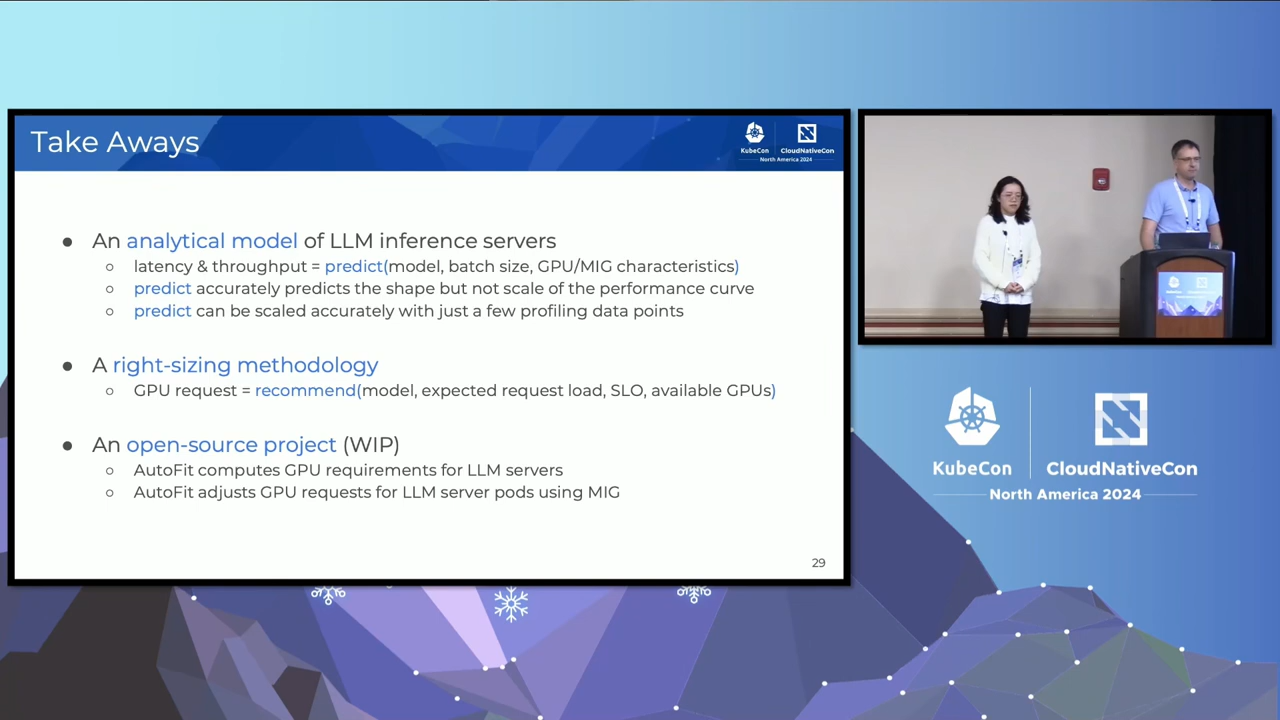 Take Aways
KubeCon
CloudNativeCon
North America 2024
● An analytical model of LLM inference servers
○ latency & throughput = predict(model, batch size, GPU/MIG characteristics)
○ predict accurately predicts the shape but not scale of the performance curve
○ predict can be scaled accurately with just a few profiling data points
● A right-sizing methodology
○ GPU request = recommend(model, expected request load, SLO, available GPUs)
● An open-source project (WIP)
○ AutoFit computes GPU requirements for LLM servers
○ AutoFit adjusts GPU requests for LLM server pods using MIG
29
KubeCon
CloudNativeCon
North America 2024